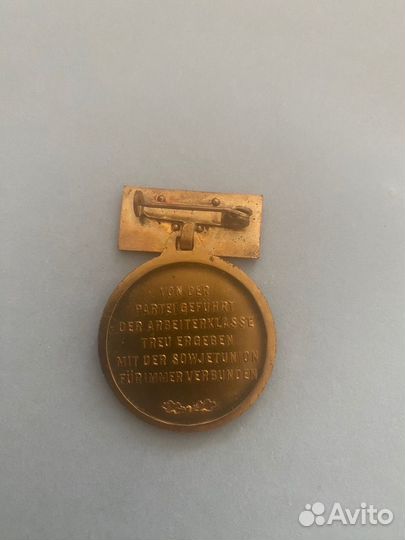 VON DER
PARTEI GEFÜHRT
DER ARBEITERKLASSE
TREU ERGEBEN
MIT DER SOWJETUNION
FÜR IMMER VERBUNDEN
Avito